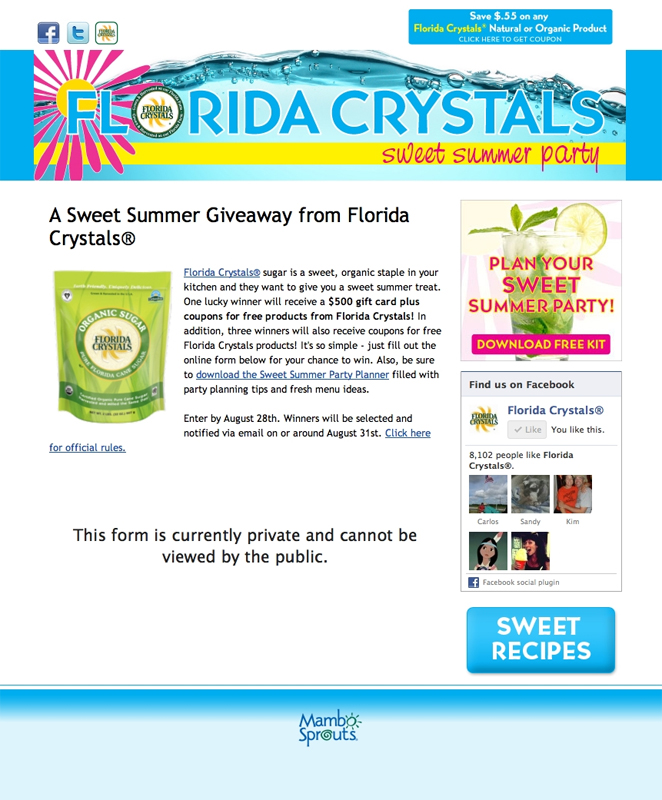 Save $.55 on any
Florida Crystals® Natural or Organic Product
CLICK HERE TO GET COUPON
FLORIDA CRYSTALS
FLORIDA
CRYSTALS
sweet summer party
A Sweet Summer Giveaway from Florida
Crystals®
ORGANIC SUGAR
FLORIDA
CRYSTALS
PURE FLORIDA CANE SUGAR
Florida Crystals® sugar is a sweet, organic staple in your
kitchen and they want to give you a sweet summer treat.
One lucky winner will receive a $500 gift card plus
coupons for free products from Florida Crystals! In
addition, three winners will also receive coupons for free
Florida Crystals products! It's so simple - just fill out the
online form below for your chance to win. Also, be sure
to download the Sweet Summer Party Planner filled with
party planning tips and fresh menu ideas.
Enter by August 28th. Winners will be selected and
notified via email on or around August 31st. Click here
for official rules.
This form is currently private and cannot be
viewed by the public.
PLAN YOUR
SWEET
SUMMER PARTY!
DOWNLOAD FREE KIT
Find us on Facebook
FLORIDA
CRYSTALS
Florida Crystals®
Like You like this.
8,102 people like Florida
Crystals®.
Carlos Sandy Kim
Facebook social plugin
SWEET
RECIPES
Mambo
Sprouts